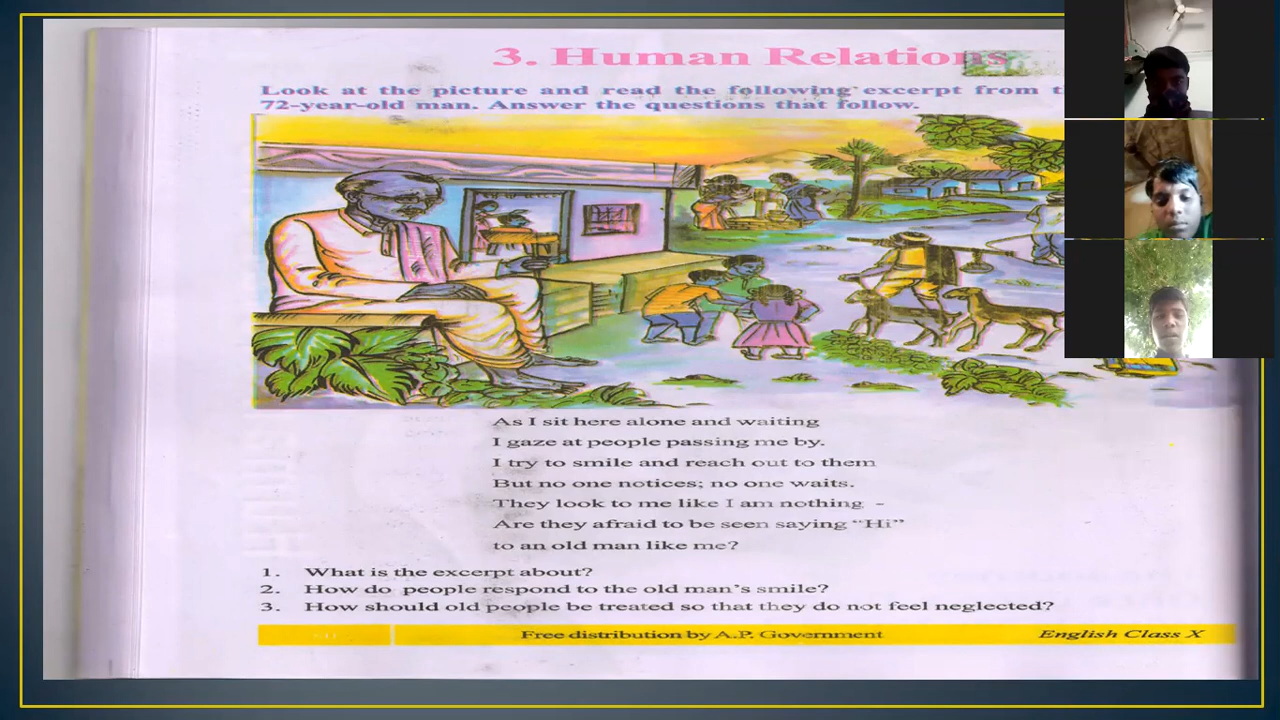 3. Human Relations
Look at the picture and read the following excerpt from
72-year-old man. Answer the questions that follow.
As I sit here alone and waiting
I gaze at people passing me by.
I try to smile and reach out to them
But no one notices; no one waits.
They look to me like I am nothing -
Are they afraid to be seen saying “Hi”
to an old man like me?
1. What is the excerpt about?
2. How do people respond to the old man's smile?
3. How should old people be treated so that they do not feel neglected?
Free distribution by A.P. Government English Class X